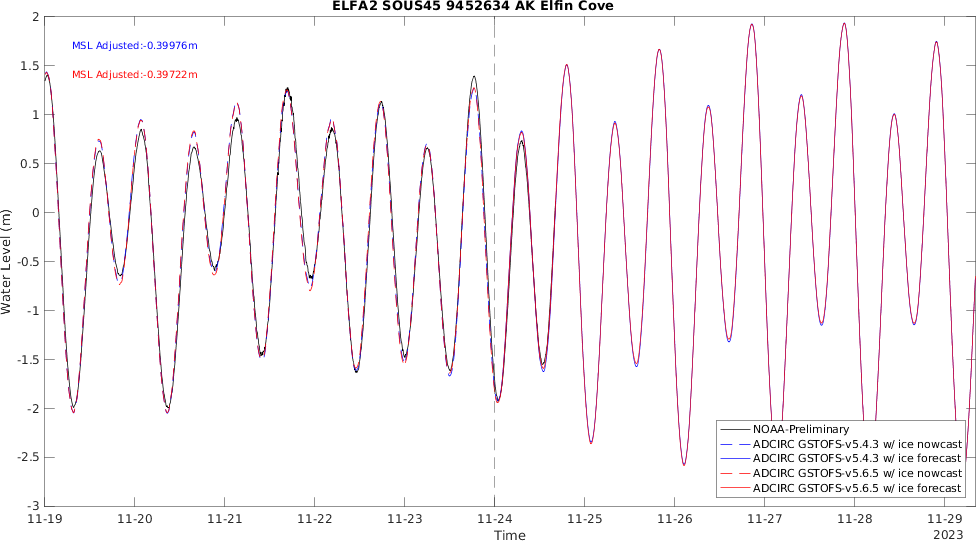 ELFA2 SOUS45 9452634 AK Elfin Cove
MSL Adjusted:-0.39976m
MSL Adjusted:-0.39722m
Water Level (m)
2
1.5
1
0.5
0
-0.5
-1
-1.5
-2
-2.5
-3
NOAA-Preliminary
ADCIRC GSTOFS-v5.4.3 w/ ice nowcast
ADCIRC GSTOFS-v5.4.3 w/ ice forecast
ADCIRC GSTOFS-v5.6.5 w/ ice nowcast
ADCIRC GSTOFS-v5.6.5 w/ ice forecast
11-19 11-20 11-21 11-22 11-23 11-24 11-25 11-26 11-27 11-28 11-29
Time
2023